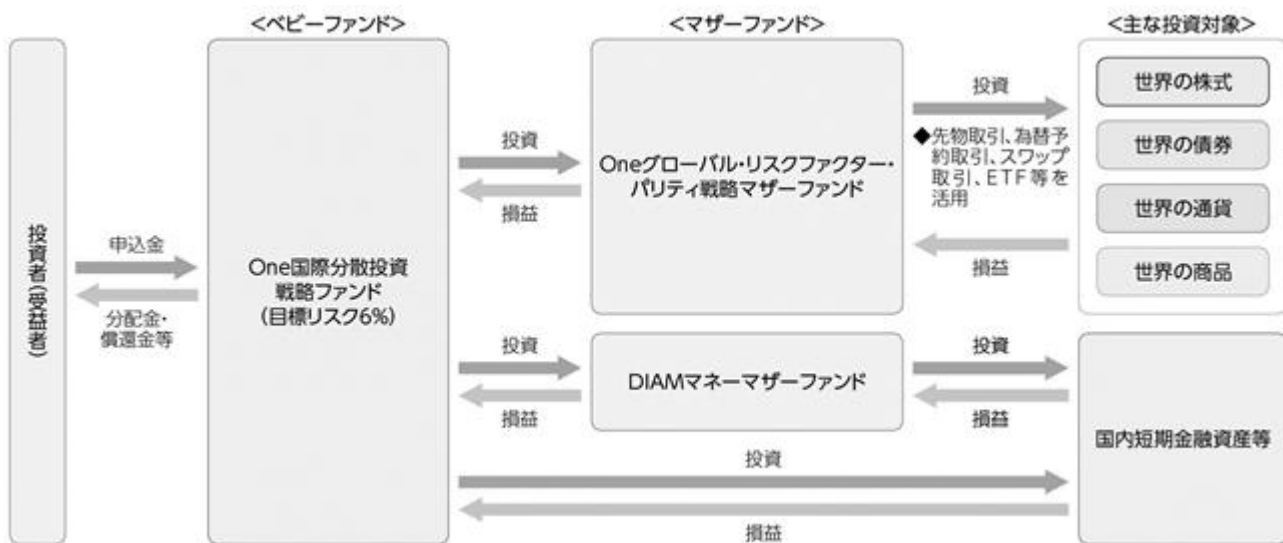 <ベビーファンド>
<マザーファンド>
<主な投資対象>
投資者(受益者)
申込金
分配金・
償還金等
One国際分散投資
戦略ファンド
(目標リスク6%)
投資
損益
Oneグローバル・リスクファクター・
パリティ戦略マザーファンド
投資
◆先物取引、為替予
約取引、スワップ
取引、ETF等を
活用
損益
世界の株式
世界の債券
世界の通貨
世界の商品
投資
損益
DIAMマネーマザーファンド
投資
損益
国内短期金融資産等
投資
損益